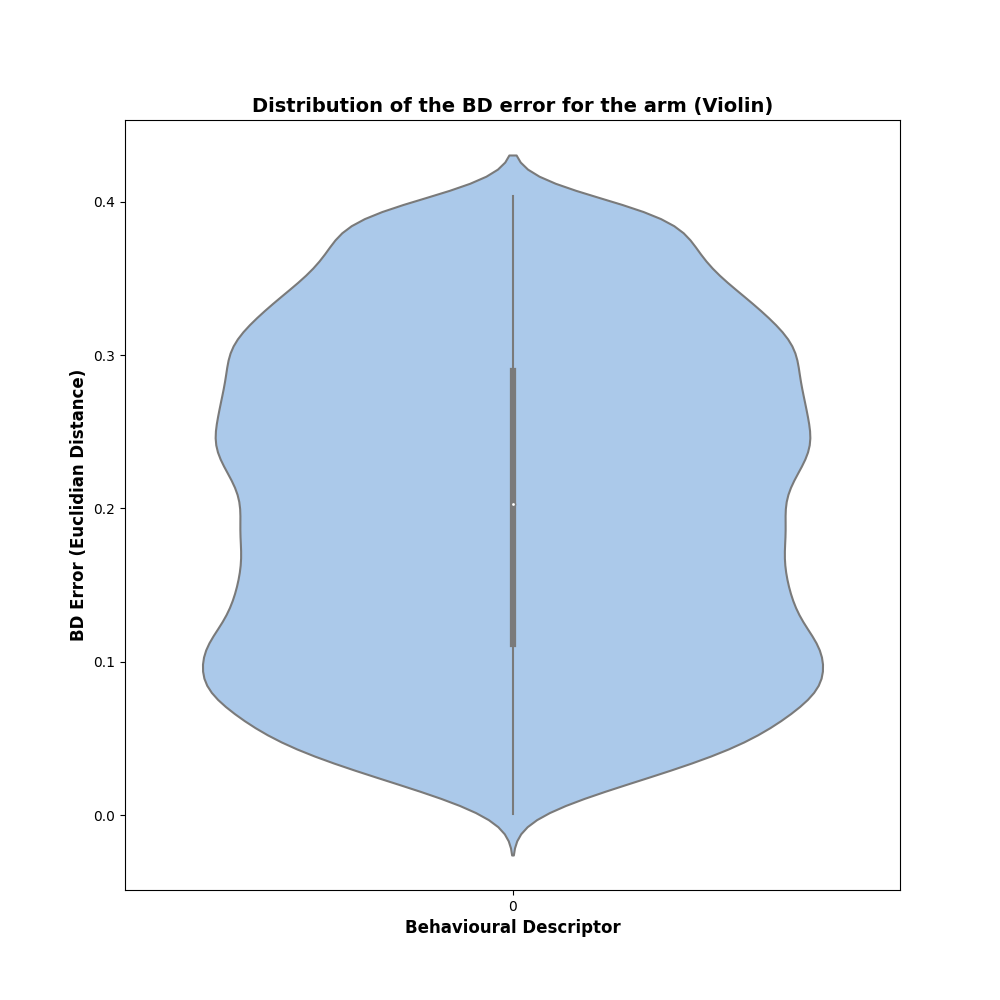 Distribution of the BD error for the arm (Violin)
BD Error (Euclidian Distance)
0.4
0.3
0.2
0.1
0.0
0
Behavioural Descriptor